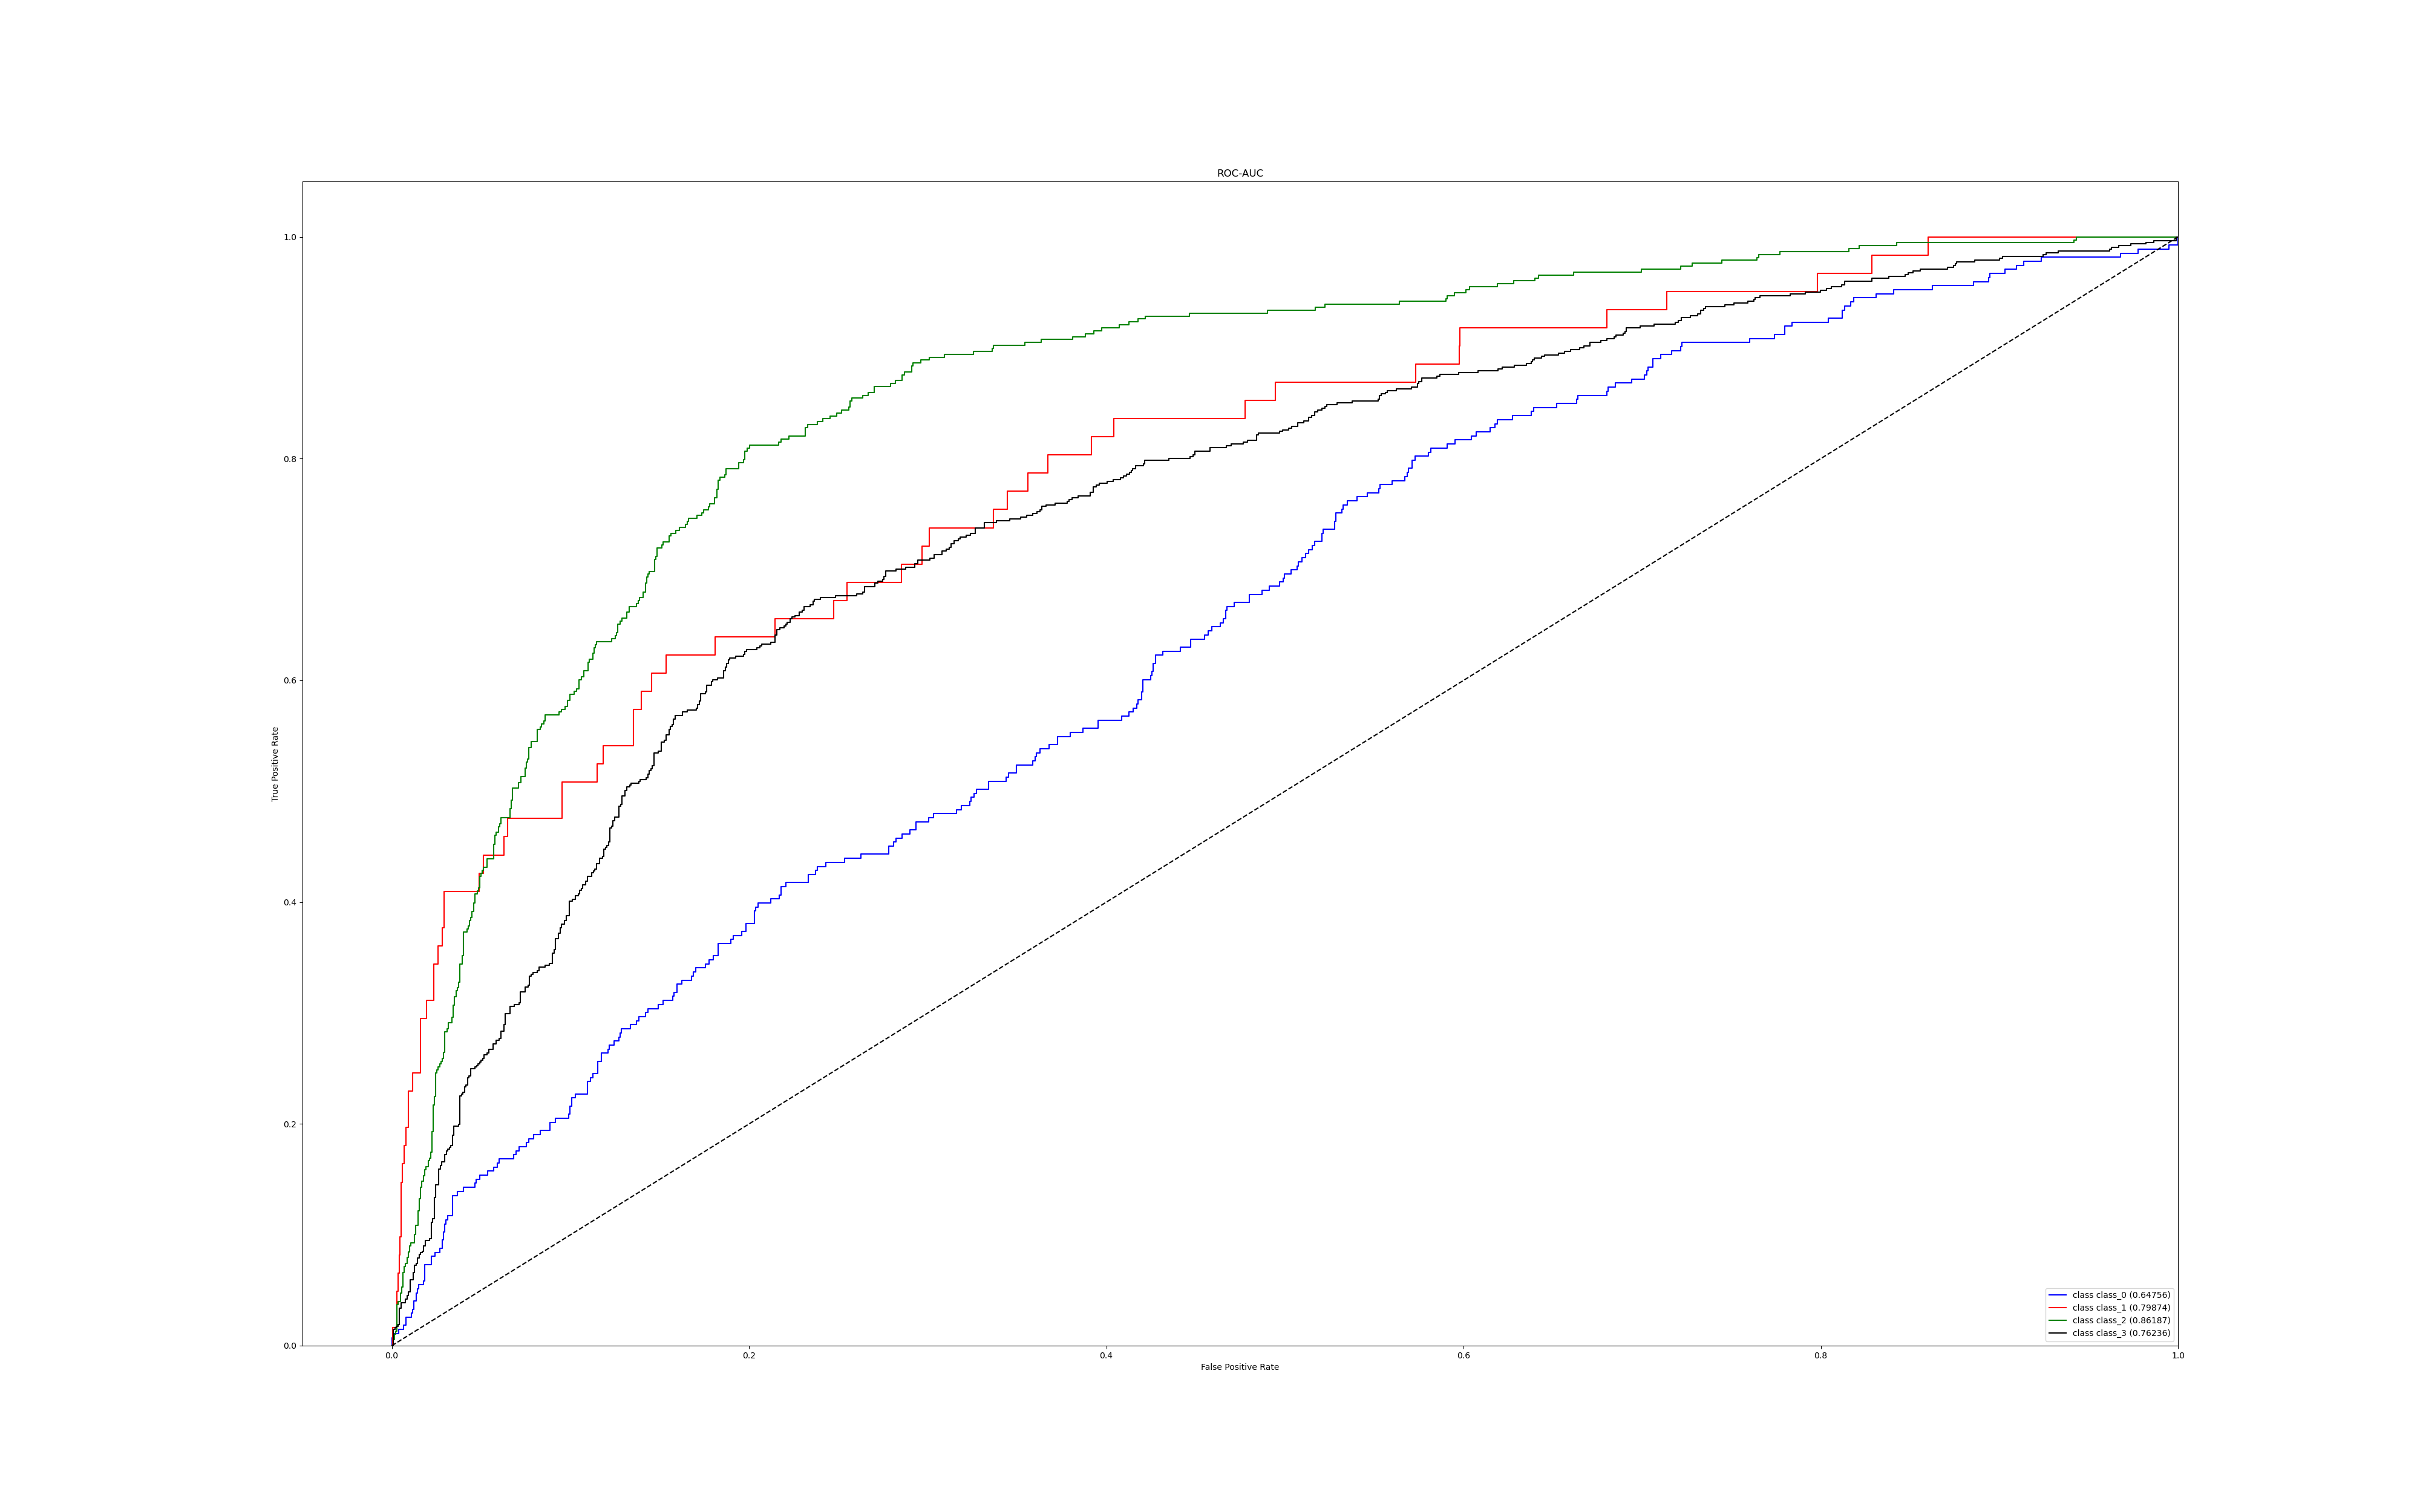 ROC-AUC
1.0
0.8
0.6
0.4
0.2
0.0
True Positive Rate
0.0 0.2 0.4 0.6 0.8 1.0
False Positive Rate
class class_0 (0.64756)
class class_1 (0.79874)
class class_2 (0.86187)
class class_3 (0.76236)